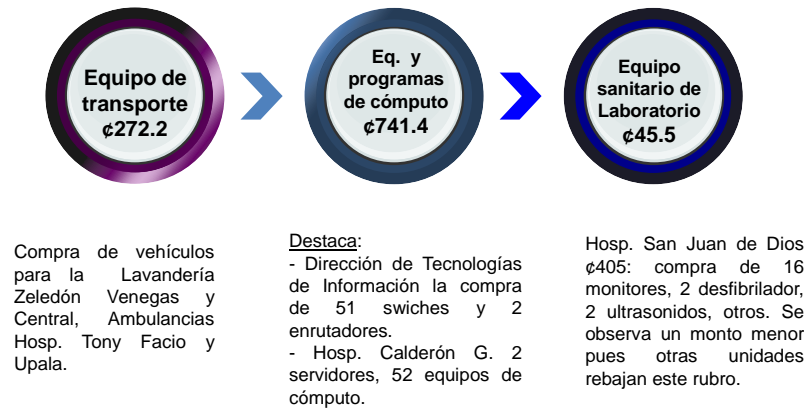 Equipo de
transporte
¢272.2
Eq. y
programas
de cómputo
¢741.4
Equipo
sanitario de
Laboratorio
¢45.5
Compra de vehículos
para la Lavandería
Zeledón Venegas y
Central, Ambulancias
Hosp. Tony Facio y
Upala.
Destaca:
- Dirección de Tecnologías
de Información la compra
de 51 swiches y 2
enrutadores.
- Hosp. Calderón G. 2
servidores, 52 equipos de
cómputo.
Hosp. San Juan de Dios
¢405: compra de 16
monitores, 2 desfibrilador,
2 ultrasonidos, otros. Se
observa un monto menor
pues otras unidades
rebajan este rubro.